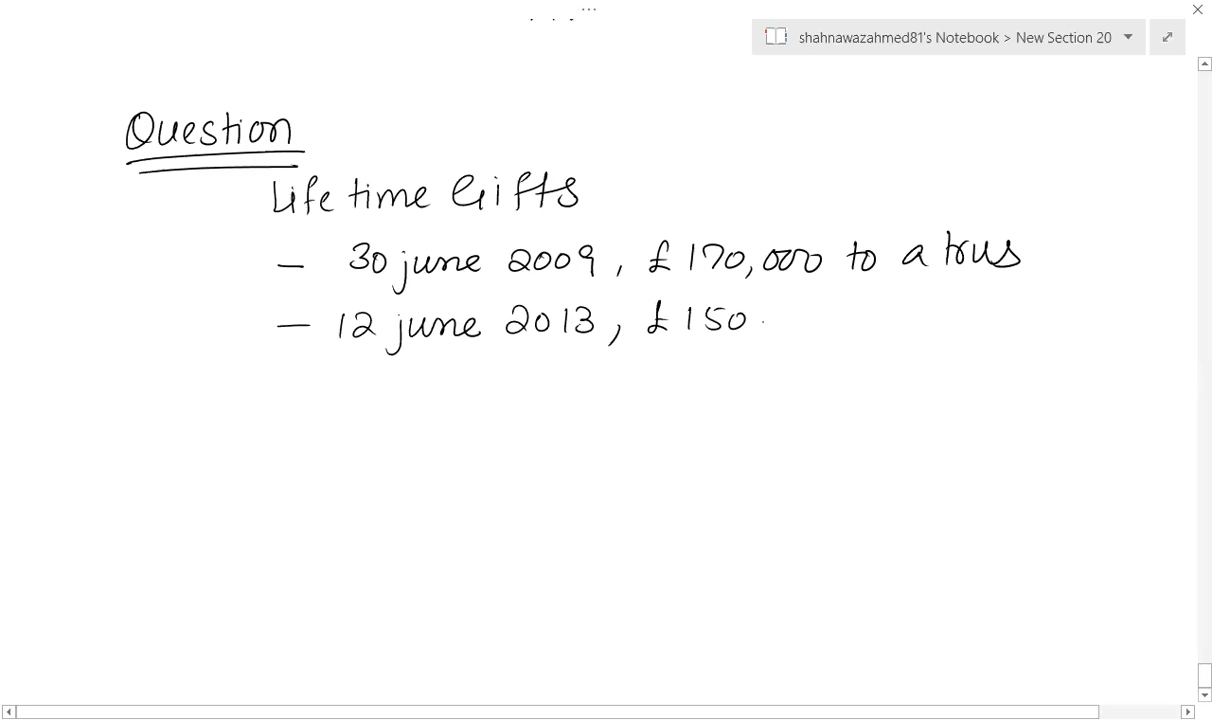 shahnawazahmed81's Notebook > New Section 20
Question
Life time Gifts
— 30 june 2009, £170,000 to a trus
— 12 june 2013, £150